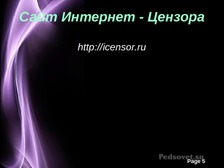 Сайт Интернет - Цензора
http://icensor.ru
Page 5
Pedsovet.su